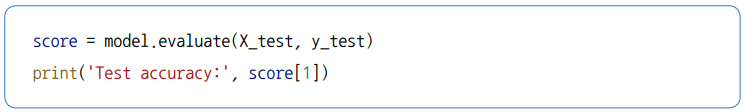 score = model.evaluate(X_test, y_test)
print('Test accuracy:', score[1])